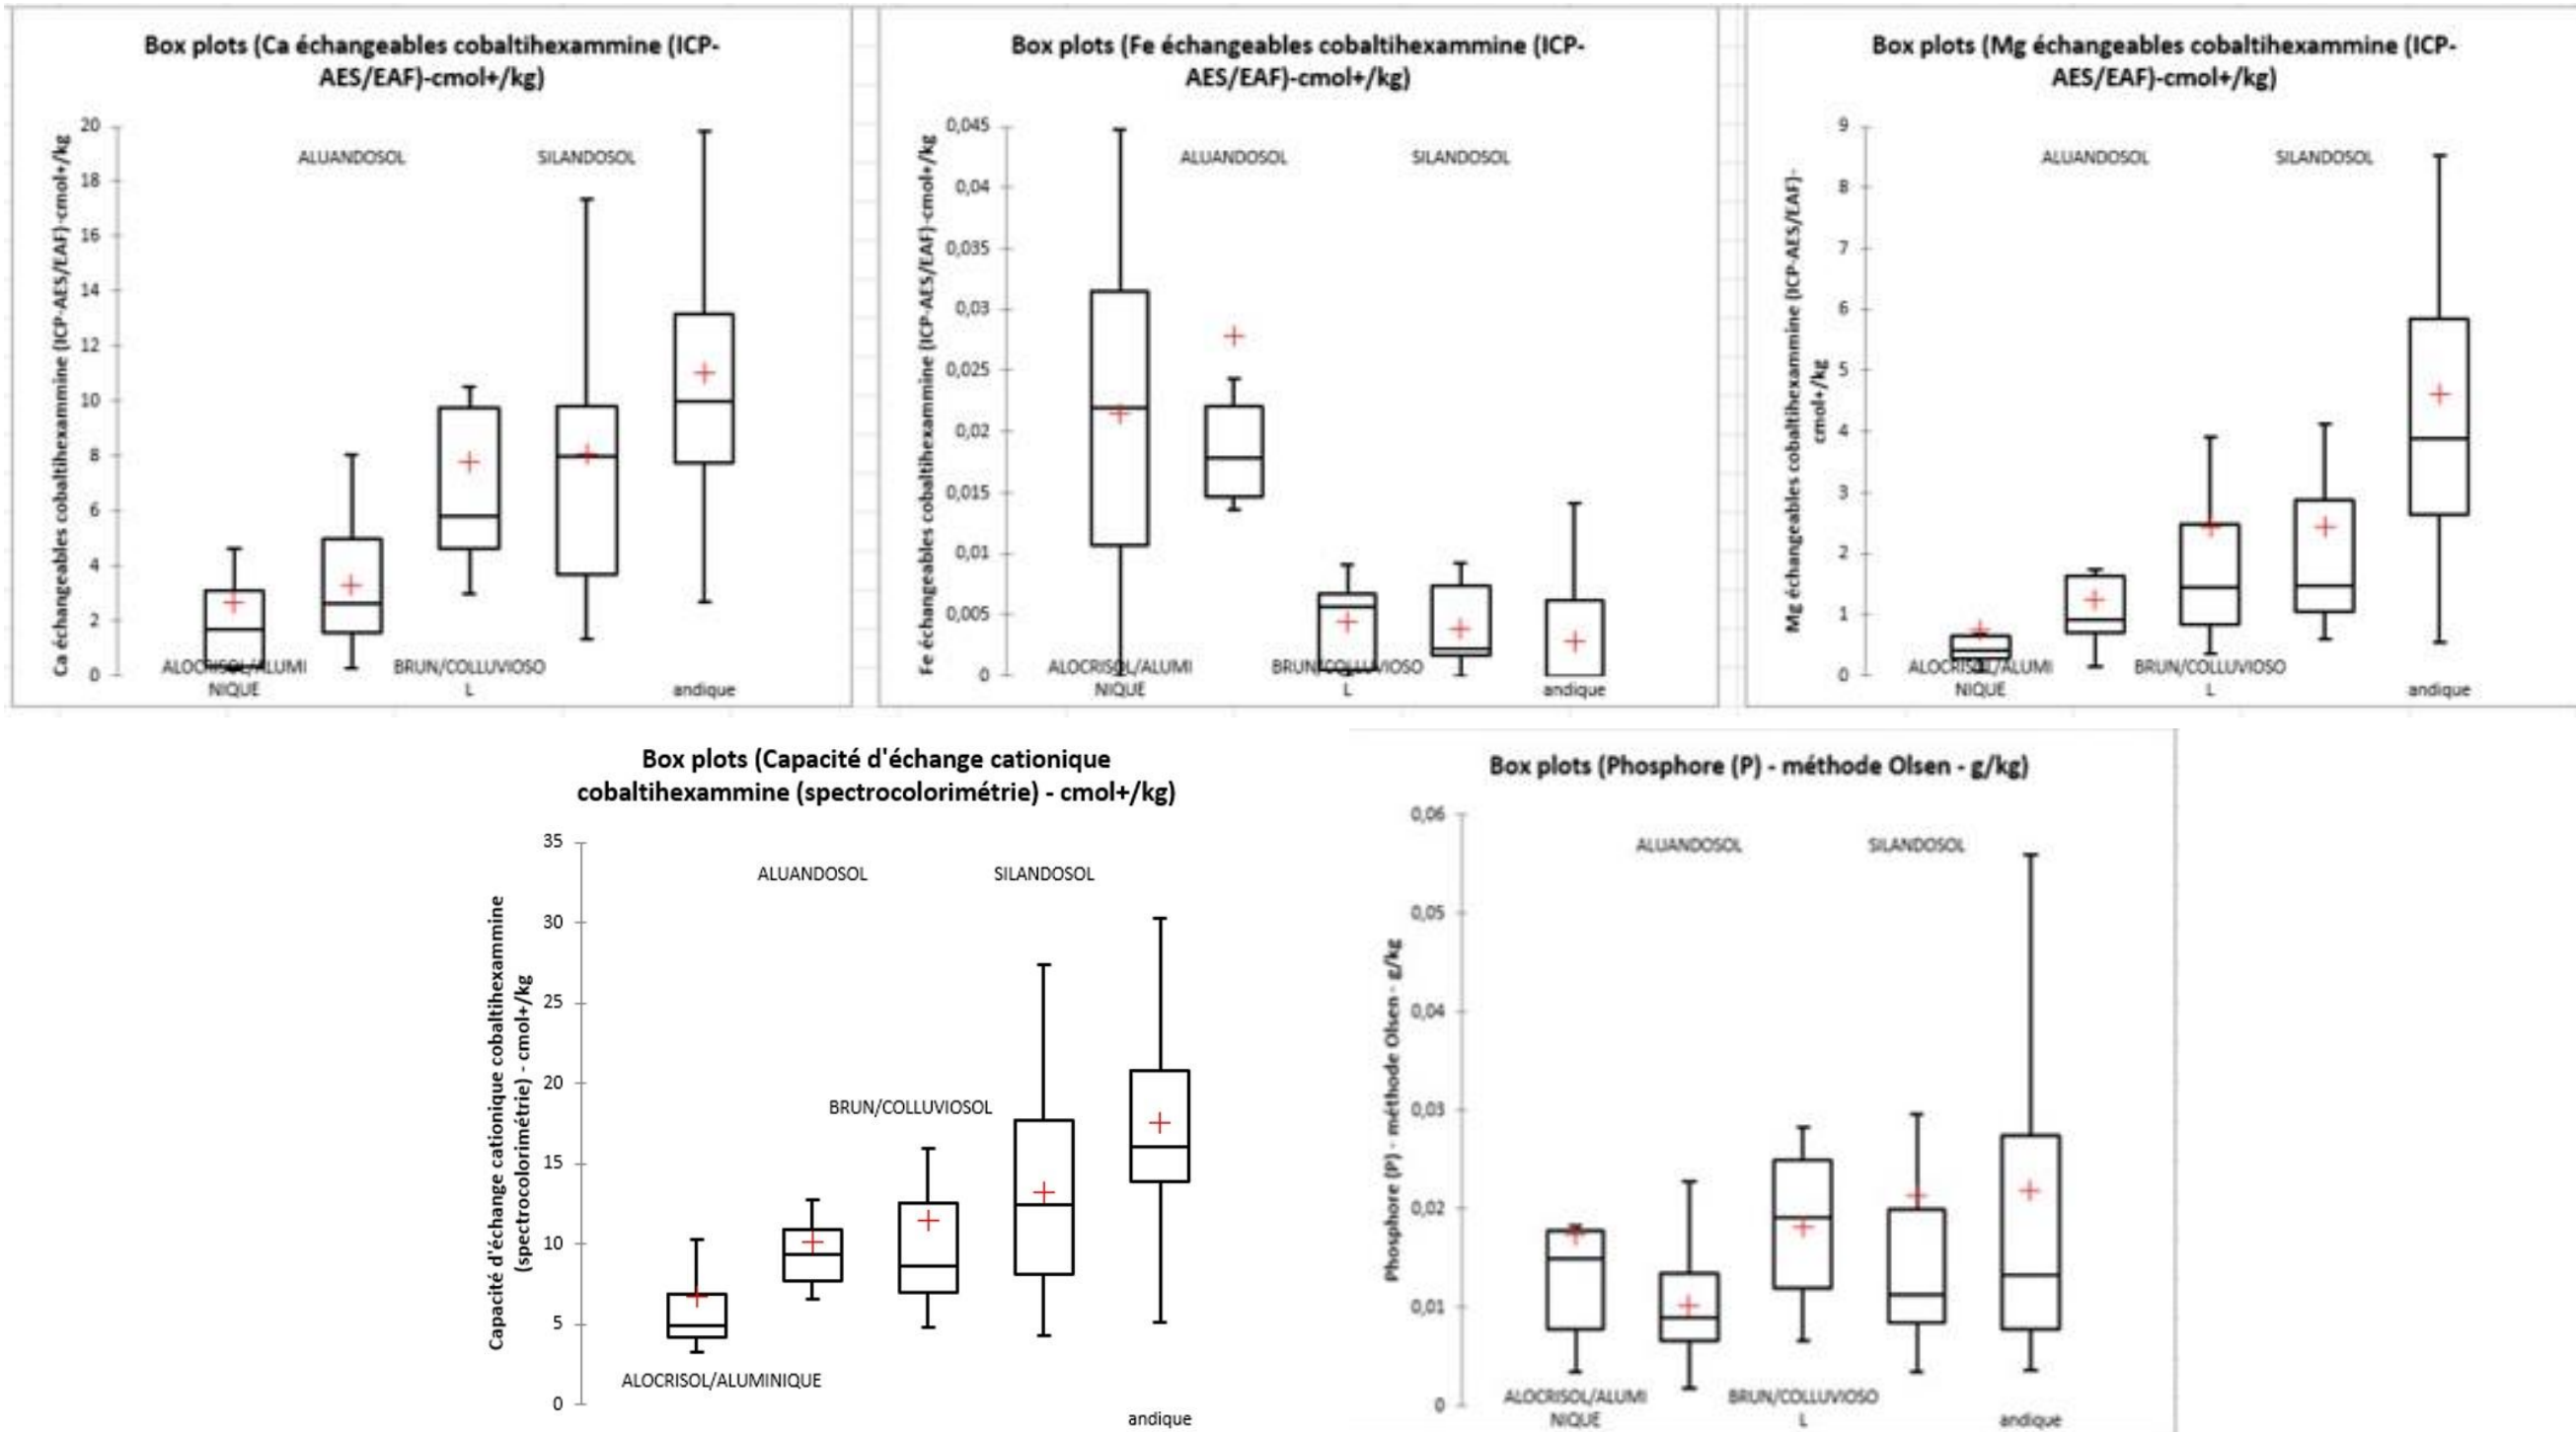 Box plots (Ca échangeables cobaltihexammine (ICP-
AES/EAF)-cmol+/kg)
Ca échangeables cobaltihexammine (ICP-AES/EAF)-cmol+/kg
20
18
16
14
12
10
8
6
4
2
0
ALUANDOSOL
SILANDOSOL
ALOCRISOL/ALUMI
NIQUE
BRUN/COLLUVIOSO
L
andique
Box plots (Fe échangeables cobaltihexammine (ICP-
AES/EAF)-cmol+/kg)
Fe échangeables cobaltihexammine (ICP-AES/EAF)-cmol+/kg
0,045
0,04
0,035
0,03
0,025
0,02
0,015
0,01
0,005
0
ALUANDOSOL
SILANDOSOL
ALOCRISOL/ALUMI
NIQUE
BRUN/COLLUVIOSO
L
andique
Box plots (Mg échangeables cobaltihexammine (ICP-
AES/EAF)-cmol+/kg)
Mg échangeables cobaltihexammine (ICP-AES/EAF)-
cmol+/kg
9
8
7
6
5
4
3
2
1
0
ALUANDOSOL
SILANDOSOL
ALOCRISOL/ALUMI
NIQUE
BRUN/COLLUVIOSO
L
andique
Box plots (Capacité d'échange cationique
cobaltihexammine (spectrocolorimétrie) - cmol+/kg)
Capacité d'échange cationique cobaltihexammine
(spectrocolorimétrie) - cmol+/kg
35
30
25
20
15
10
5
0
ALUANDOSOL
SILANDOSOL
BRUN/COLLUVIOSOL
ALOCRISOL/ALUMINIQUE
andique
Box plots (Phosphore (P) - méthode Olsen - g/kg)
Phosphore (P) - méthode Olsen - g/kg
0,06
0,05
0,04
0,03
0,02
0,01
0
ALUANDOSOL
SILANDOSOL
ALOCRISOL/ALUMI
NIQUE
BRUN/COLLUVIOSO
L
andique